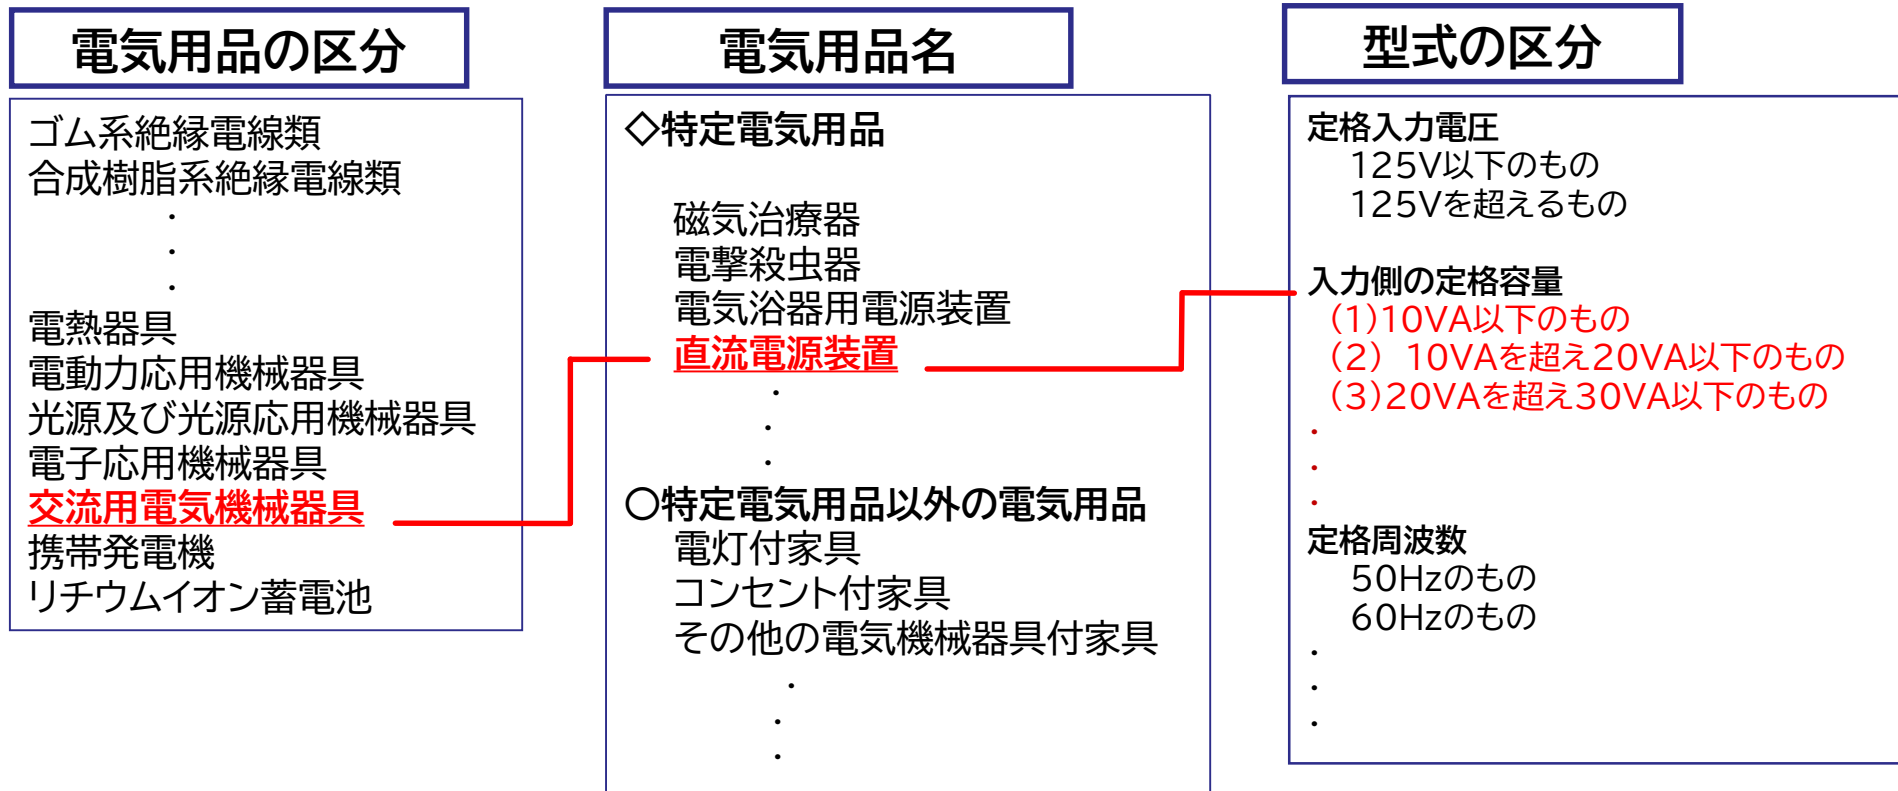 電気用品の区分
ゴム系絶縁電線類
合成樹脂系絶縁電線類
・
・
・
電熱器具
電動力応用機械器具
光源及び光源応用機械器具
電子応用機械器具
交流用電気機械器具
携帯発電機
リチウムイオン蓄電池
電気用品名
◇特定電気用品
磁気治療器
電撃殺虫器
電気浴器用電源装置
直流電源装置
・
・
・
〇特定電気用品以外の電気用品
電灯付家具
コンセント付家具
その他の電気機械器具付家具
・
・
・
型式の区分
定格入力電圧
125V以下のもの
125Vを超えるもの
入力側の定格容量
(1)10VA以下のもの
(2) 10VAを超え20VA以下のもの
(3)20VAを超え30VA以下のもの
・
・
・
定格周波数
50Hzのもの
60Hzのもの
・
・
・